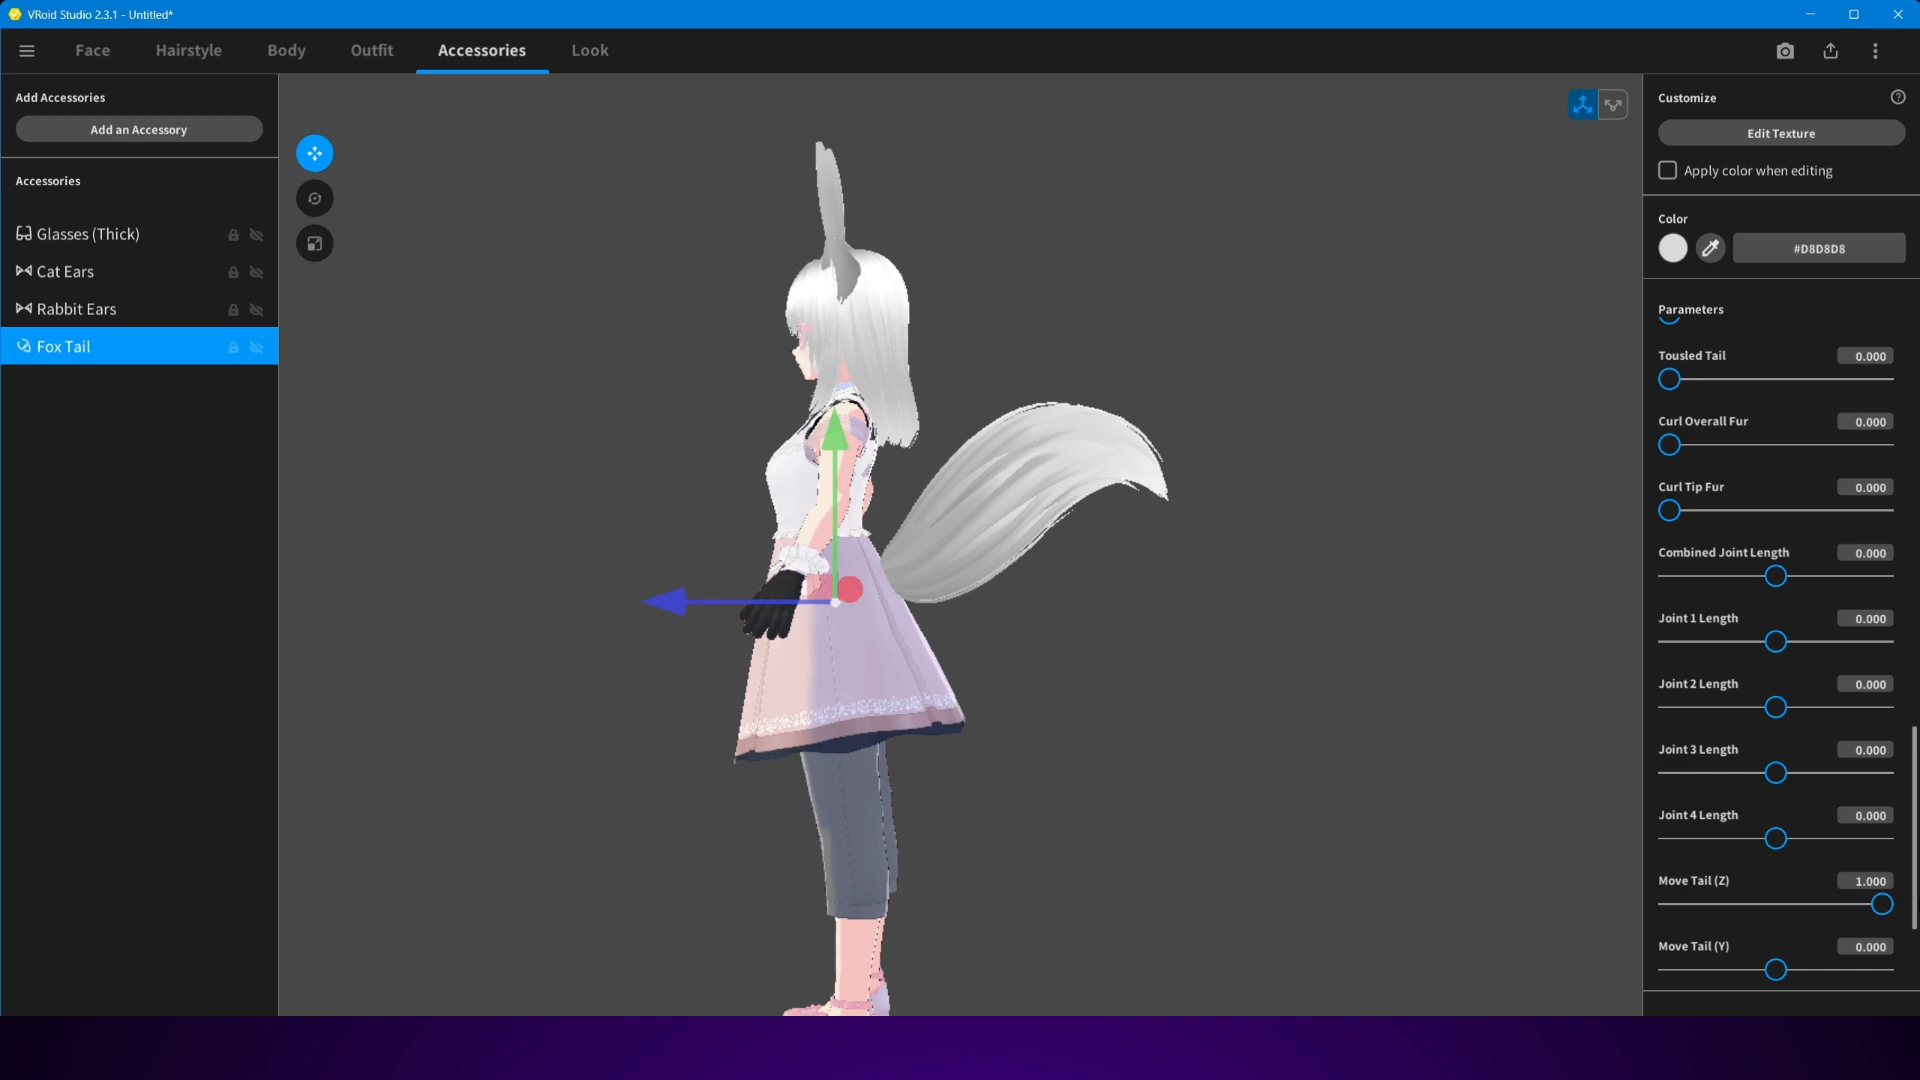 VRoid Studio 2.3.1 - Untitled*
Face Hairstyle Body Outfit Accessories Look
Add Accessories
Add an Accessory
Accessories
Glasses (Thick)
Cat Ears
Rabbit Ears
Fox Tail
Customize
Edit Texture
Apply color when editing
Color
#D8D8D8
Parameters
Tousled Tail 0.000
Curl Overall Fur 0.000
Curl Tip Fur 0.000
Combined Joint Length 0.000
Joint 1 Length 0.000
Joint 2 Length 0.000
Joint 3 Length 0.000
Joint 4 Length 0.000
Move Tail (Z) 1.000
Move Tail (Y) 0.000